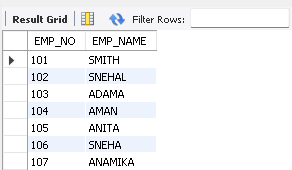 Result Grid Filter Rows:
EMP_NO EMP_NAME
101 SMITH
102 SNEHAL
103 ADAMA
104 AMAN
105 ANITA
106 SNEHA
107 ANAMIKA